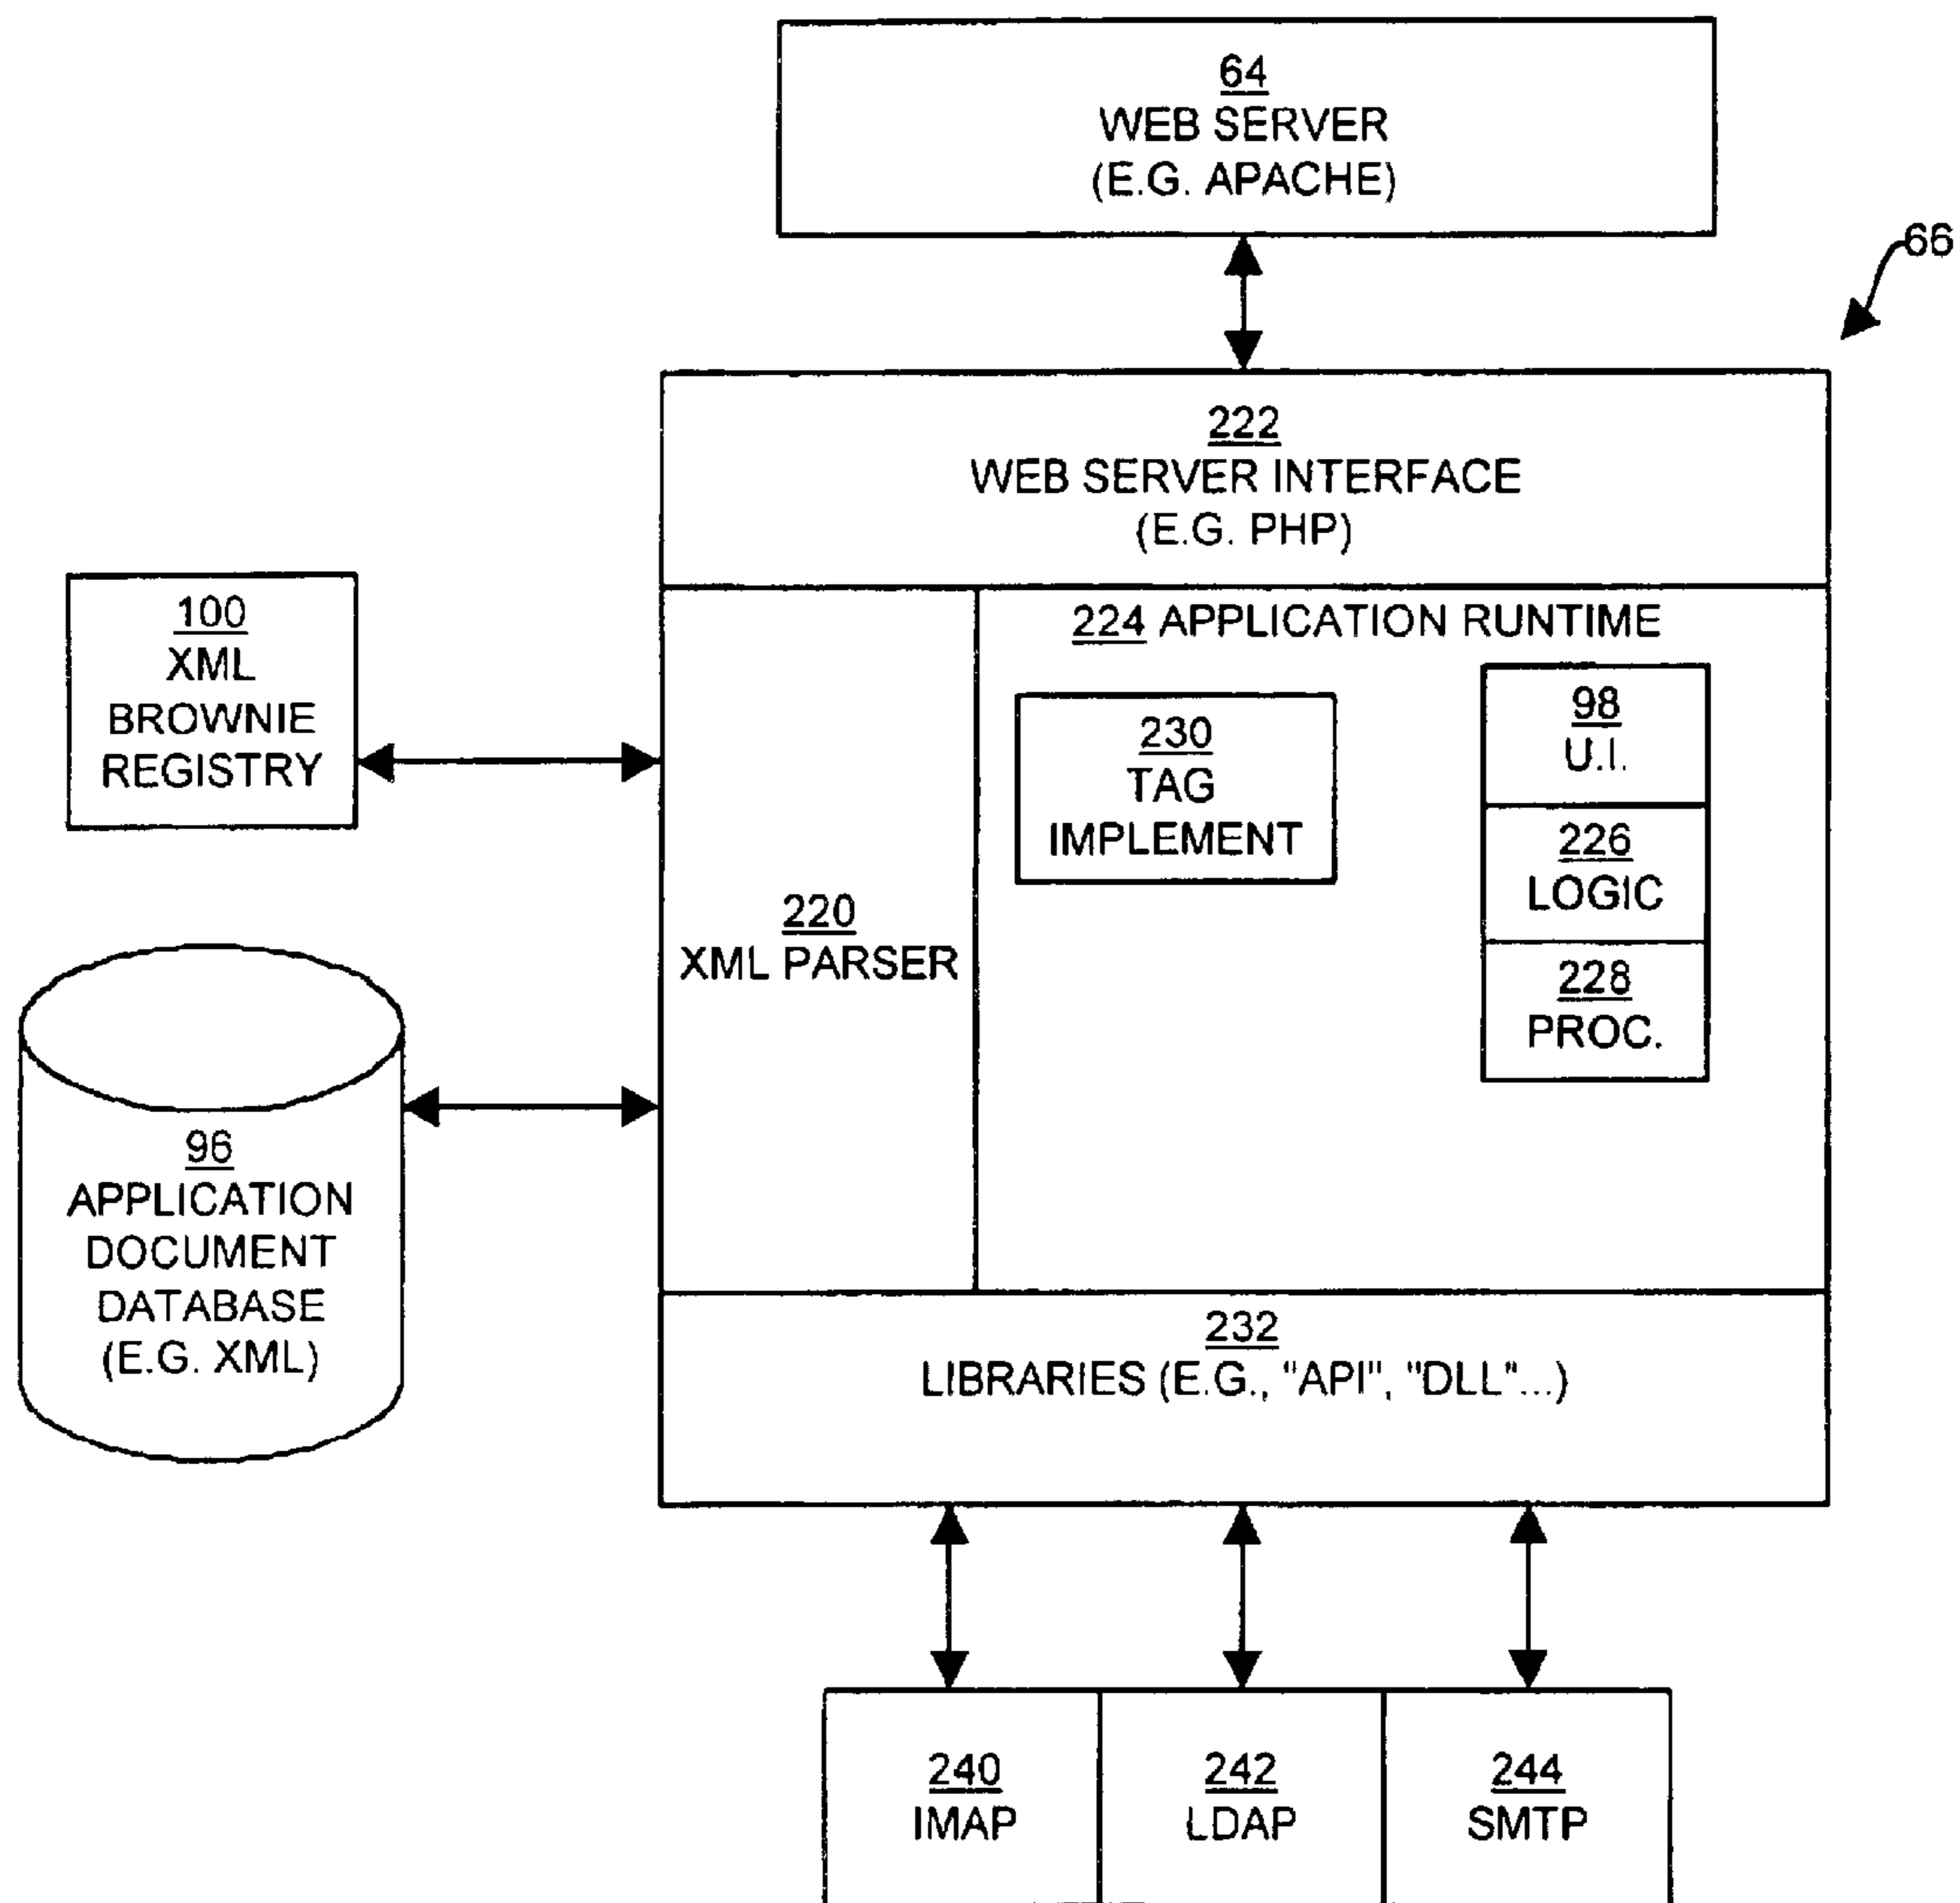 64
WEB SERVER
(E.G. APACHE)
66
222
WEB SERVER INTERFACE
(E.G. PHP)
100
XML
BROWNIE
REGISTRY
224 APPLICATION RUNTIME
230
TAG
IMPLEMENT
98
U.I.
226
LOGIC
228
PROC.
220
XML PARSER
96
APPLICATION
DOCUMENT
DATABASE
(E.G. XML)
232
LIBRARIES (E.G., "API", "DLL"...)
240
IMAP
242
LDAP
244
SMTP